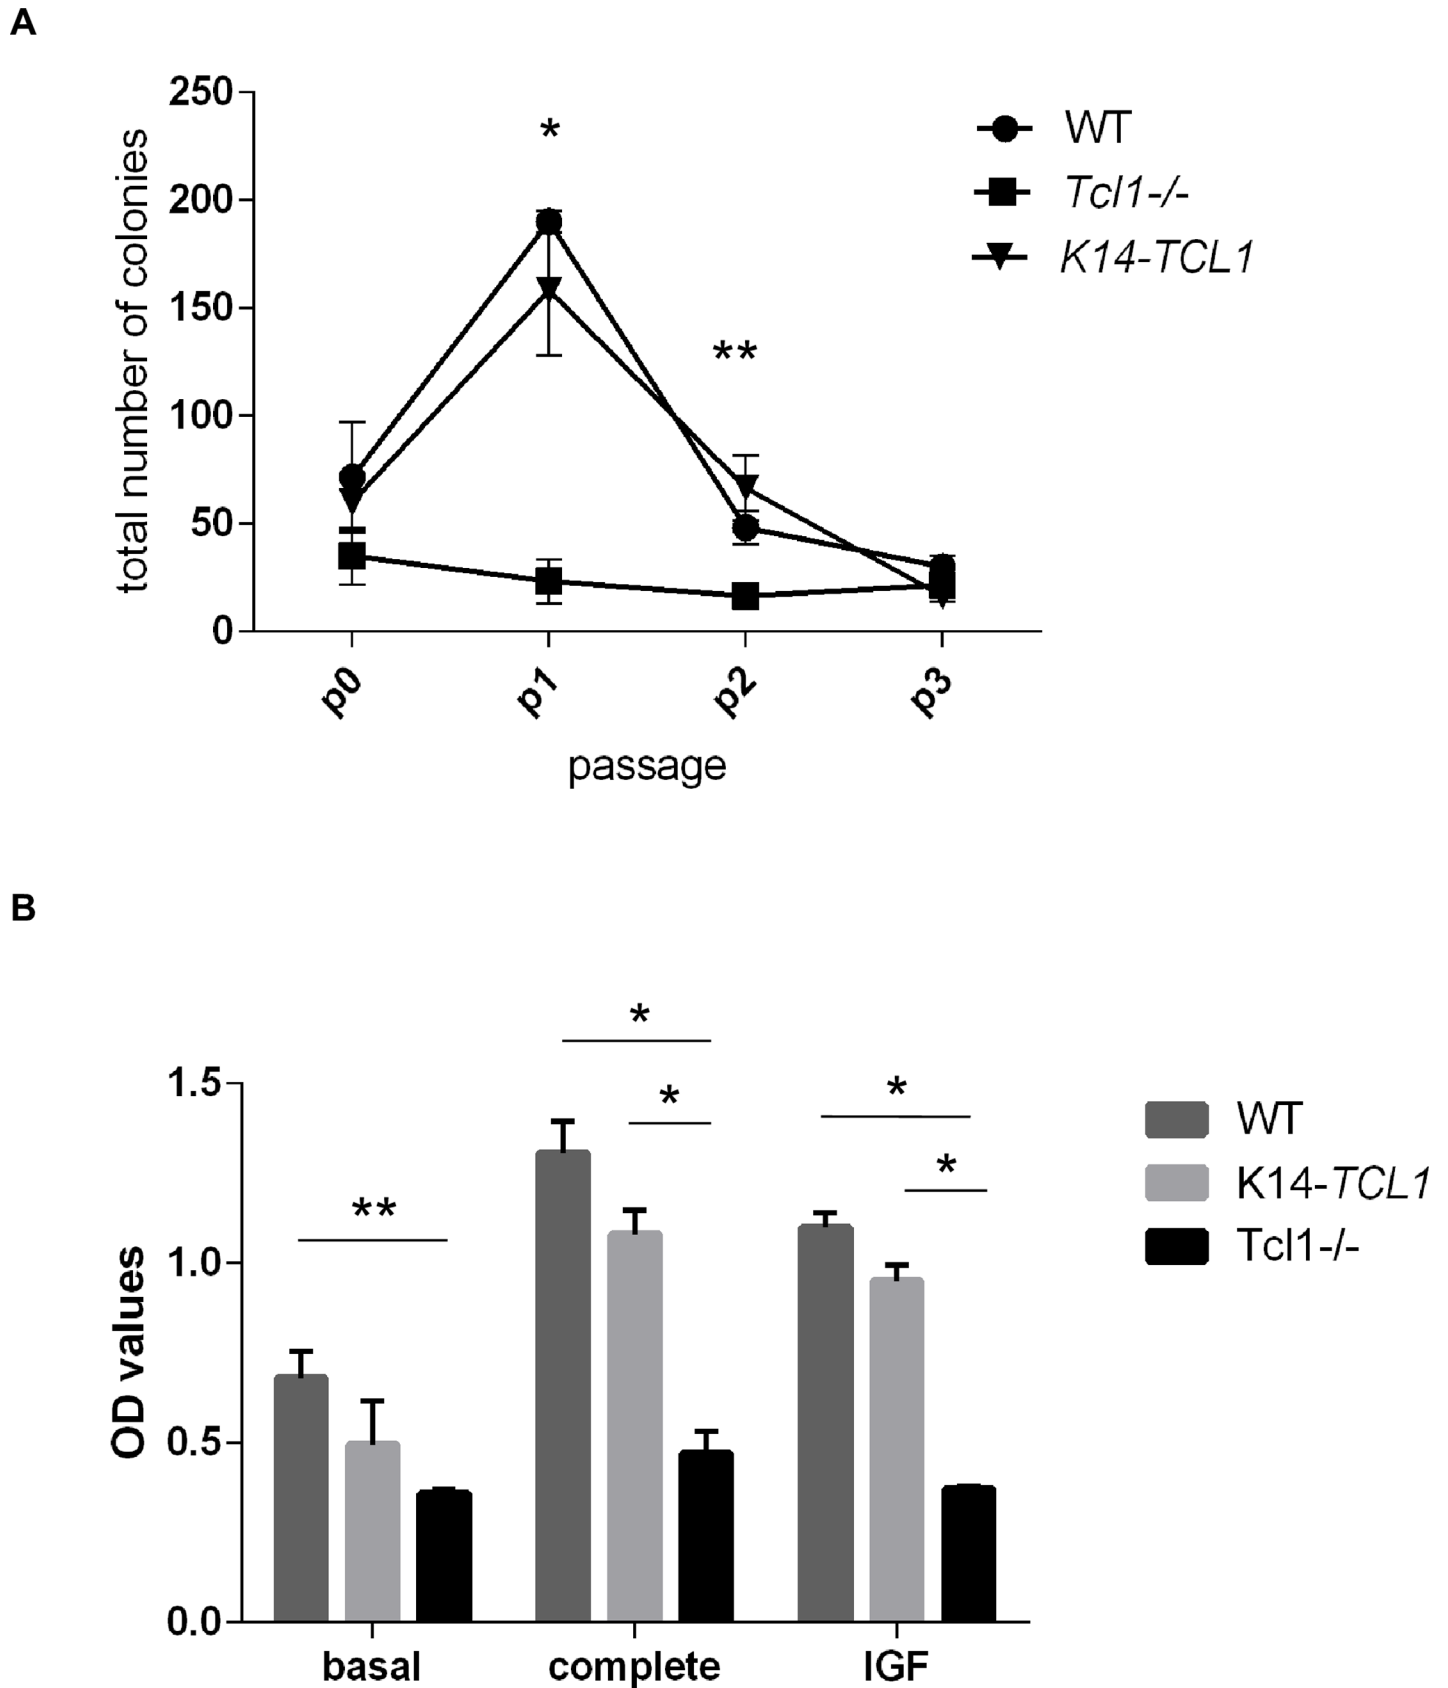 A
250
200
150
100
50
0
total number of colonies
*
**
p0
p1
p2
p3
passage
WT
Tcl1-/-
K14-TCL1
B
1.5
1.0
0.5
0.0
OD values
**
*
*
*
*
basal
complete
IGF
WT
K14-TCL1
Tcl1-/-